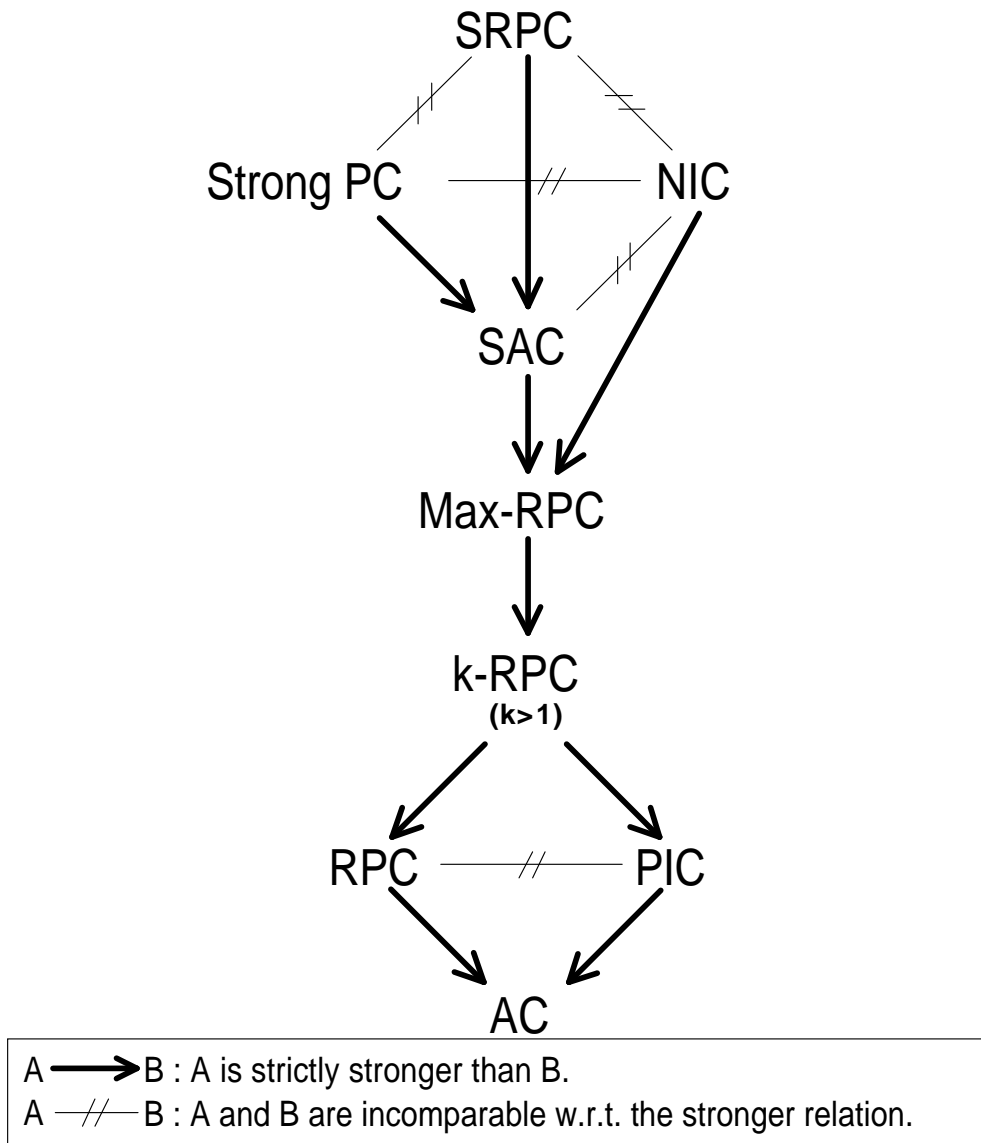 SRPC
Strong PC
NIC
SAC
Max-RPC
k-RPC
(k>1)
RPC
PIC
AC
A B : A is strictly stronger than B.
A B : A and B are incomparable w.r.t. the stronger relation.